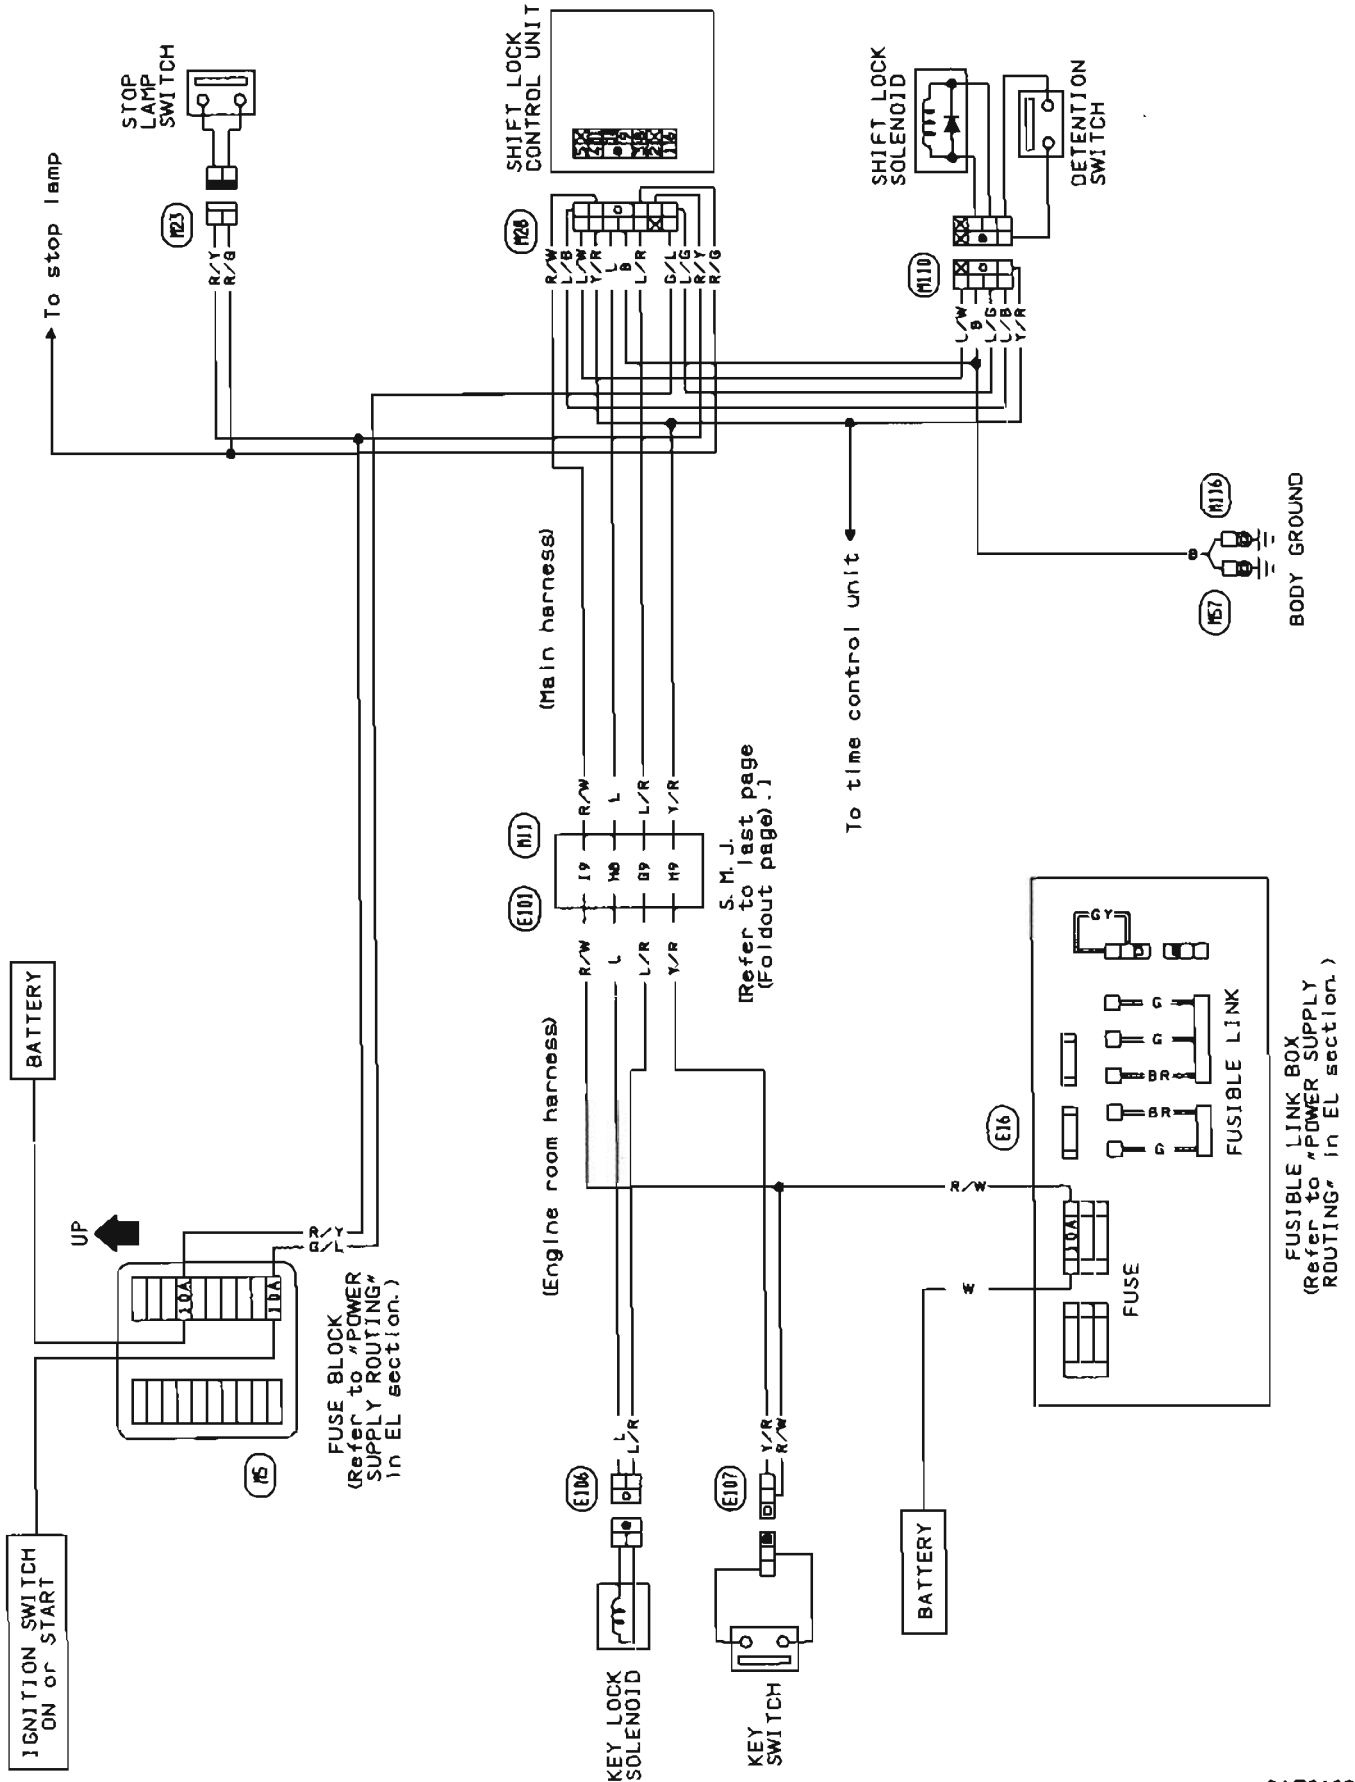 IGNITION SWITCH
ON or START
BATTERY
UP
10A
10A
FUSE BLOCK
(Refer to "POWER
SUPPLY ROUTING"
in EL section.)
M5
R/Y
G/L
To stop lamp
STOP
LAMP
SWITCH
M23
R/Y
R/G
KEY LOCK
SOLENOID
E106
L
L/R
KEY
SWITCH
E107
Y/R
R/W
(Engine room harness)
R/W
L
L/R
Y/R
E101
M11
I9
H8
G9
H9
S. M. J.
[Refer to last page
(Foldout page).]
R/W
L
L/R
Y/R
(Main harness)
SHIFT LOCK
CONTROL UNIT
M28
R/W
L/B
L/W
Y/R
L
B
L/R
G/L
L/G
R/Y
R/G
To time control unit
SHIFT LOCK
SOLENOID
DETENTION
SWITCH
M110
L/W
B
L/G
L/B
Y/R
B
M57
M116
BODY GROUND
BATTERY
W
R/W
E16
10A
FUSE
G
BR
BR
G
G
GY
FUSIBLE LINK
FUSIBLE LINK BOX
(Refer to "POWER SUPPLY
ROUTING" in EL section.)